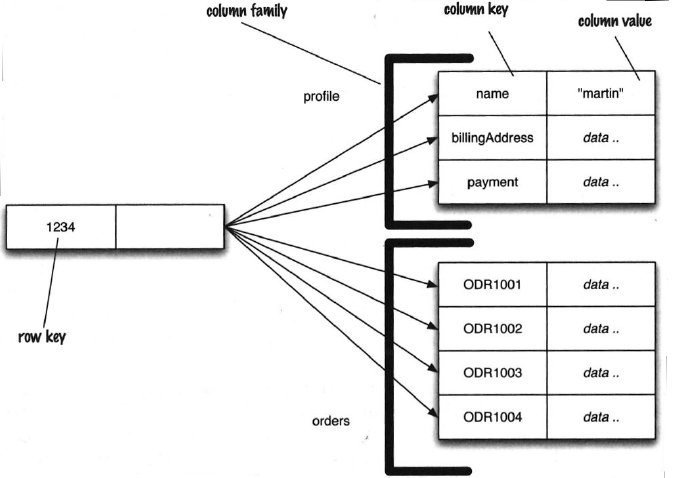 column family
column key
column value
profile
name
"martin"
billingAddress
data ..
payment
data ..
1234
row key
ODR1001
data ..
ODR1002
data ..
ODR1003
data ..
ODR1004
data ..
orders